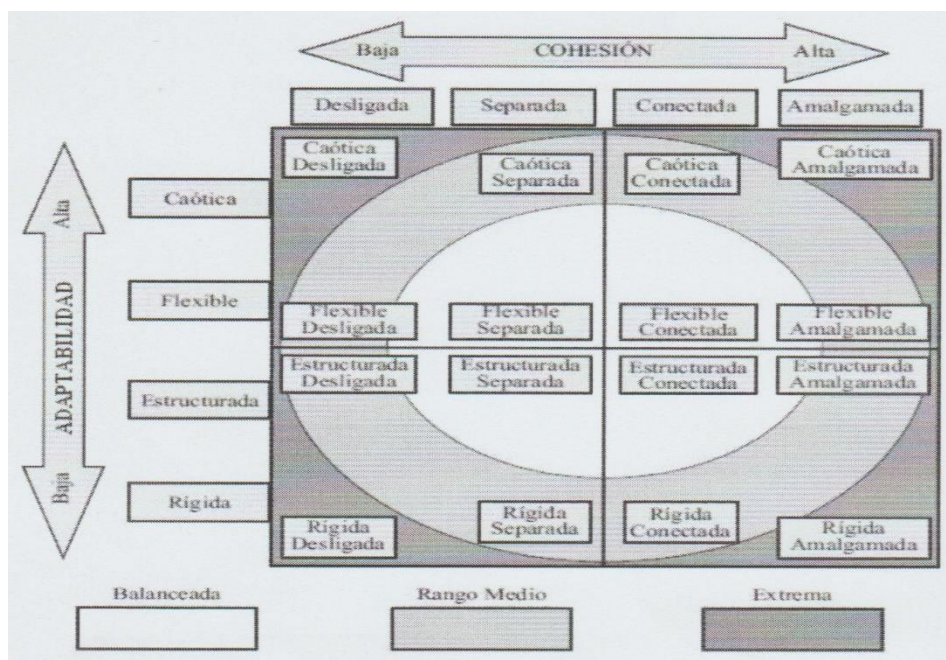 Baja COHESIÓN Alta
Desligada Separada Conectada Amalgamada
Caótica
Desligada
Caótica
Separada
Caótica
Conectada
Caótica
Amalgamada
Alta
ADAPTABILIDAD
Baja
Caótica
Flexible
Estructurada
Rígida
Flexible
Desligada
Flexible
Separada
Flexible
Conectada
Flexible
Amalgamada
Estructurada
Desligada
Estructurada
Separada
Estructurada
Conectada
Estructurada
Amalgamada
Rígida
Desligada
Rígida
Separada
Rígida
Conectada
Rígida
Amalgamada
Balanceada Rango Medio Extrema